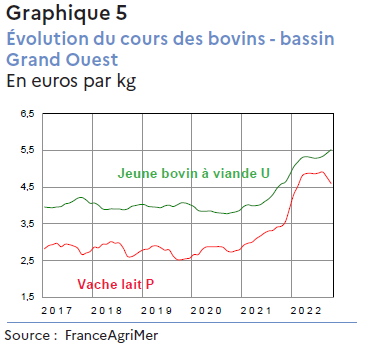 Graphique 5
Évolution du cours des bovins - bassin
Grand Ouest
En euros par kg
6,5
5,5
4,5
3,5
2,5
1,5
Jeune bovin à viande U
Vache lait P
2017 2018 2019 2020 2021 2022
Source : FranceAgriMer